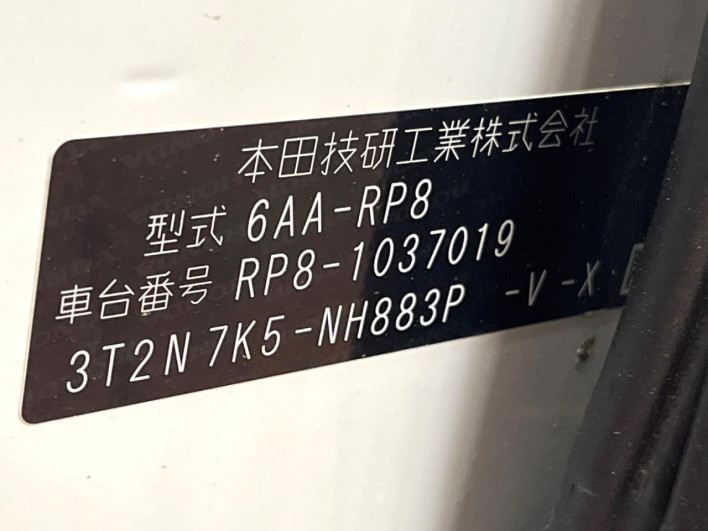 本田技研工業株式会社
型式 6AA-RP8
車台番号 RP8-1037019
3T2N 7K5-NH883P -V -X